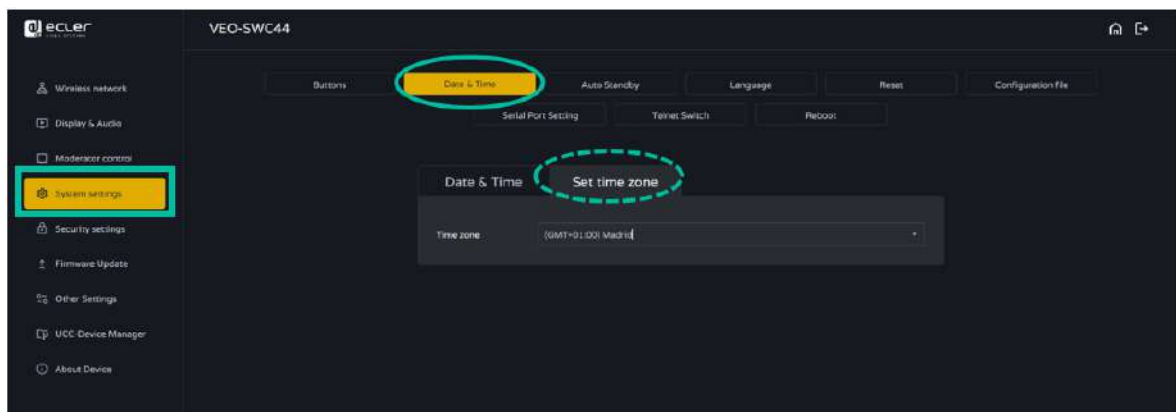 ecler
VEO-SWC44
Wireless network
Display & Audio
Moderator control
System settings
Security settings
Firmware Update
Other Settings
UCC Device Manager
About Device
Buttons
Date & Time
Auto Standby
Language
Reset
Configuration file
Serial Port Setting
Telnet Switch
Reboot
Date & Time
Set time zone
Time zone
(GMT+01:00) Madrid